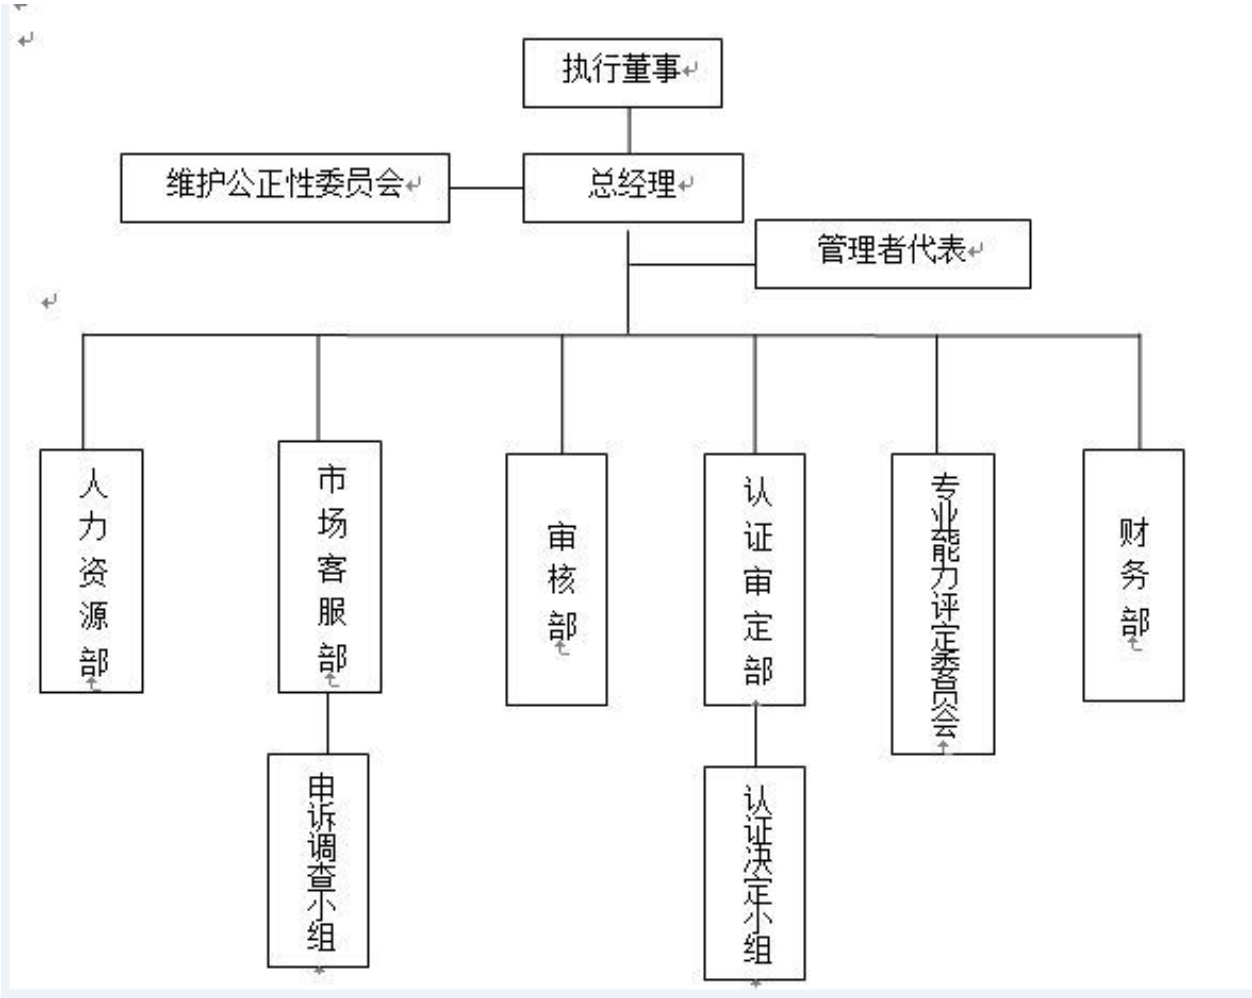 执行董事
维护公正性委员会
总经理
管理者代表
人力资源部
市场客服部
审核部
认证审定部
专业能力评定委员会
财务部
申诉调查小组
认证决定小组